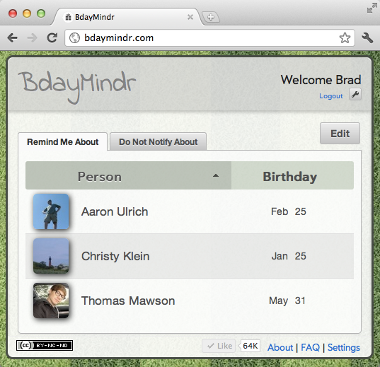 BdayMindr
bdaymindr.com
BdayMindr
Welcome Brad
Logout
Edit
Remind Me About
Do Not Notify About
Person
Birthday
Aaron Ulrich
Feb 25
Christy Klein
Jan 25
Thomas Mawson
May 31
cc BY-NC-ND
Like 64K About | FAQ | Settings